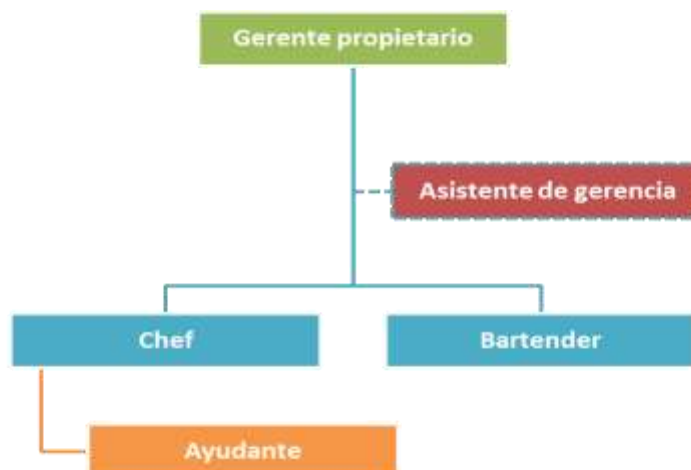 Gerente propietario
Asistente de gerencia
Chef
Bartender
Ayudante